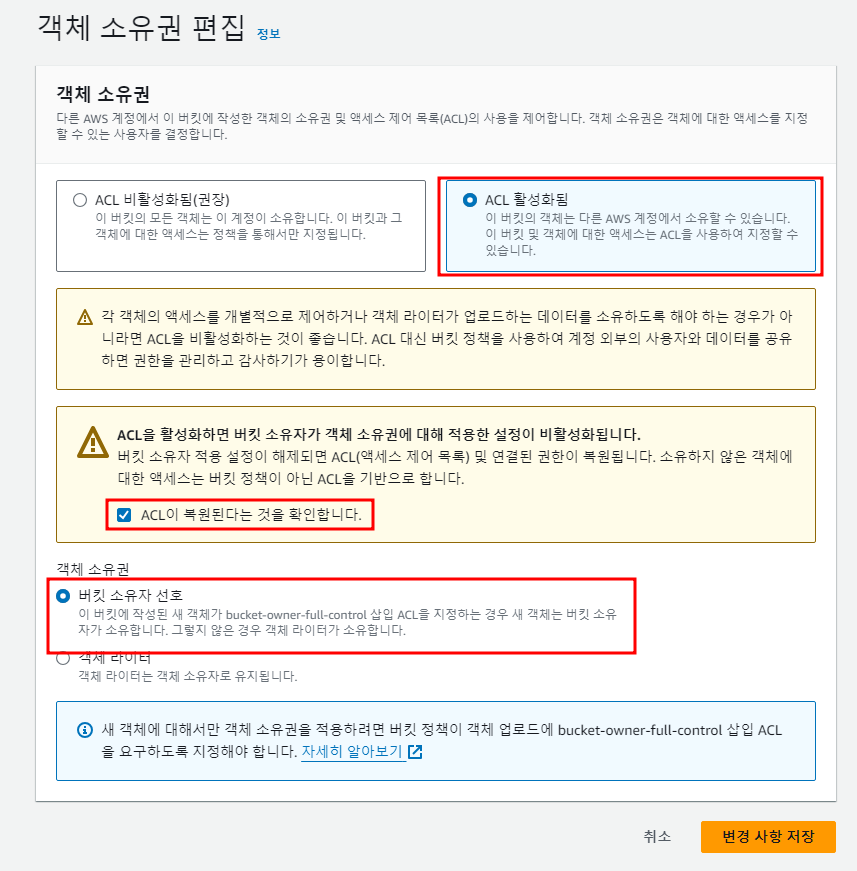 객체 소유권 편집 정보
객체 소유권
다른 AWS 계정에서 이 버킷에 작성한 객체의 소유권 및 액세스 제어 목록(ACL)의 사용을 제어합니다. 객체 소유권은 객체에 대한 액세스를 지정
할 수 있는 사용자를 결정합니다.
ACL 비활성화됨(권장)
이 버킷의 모든 객체는 이 계정이 소유합니다. 이 버킷과 그
객체에 대한 액세스는 정책을 통해서만 지정됩니다.
ACL 활성화됨
이 버킷의 객체는 다른 AWS 계정에서 소유할 수 있습니다.
이 버킷 및 객체에 대한 액세스는 ACL을 사용하여 지정할 수
있습니다.
각 객체의 액세스를 개별적으로 제어하거나 객체 라이터가 업로드하는 데이터를 소유하도록 해야 하는 경우가 아
니라면 ACL을 비활성화하는 것이 좋습니다. ACL 대신 버킷 정책을 사용하여 계정 외부의 사용자와 데이터를 공유
하면 권한을 관리하고 감사하기가 용이합니다.
ACL을 활성화하면 버킷 소유자가 객체 소유권에 대해 적용한 설정이 비활성화됩니다.
버킷 소유자 적용 설정이 해제되면 ACL(액세스 제어 목록) 및 연결된 권한이 복원됩니다. 소유하지 않은 객체에
대한 액세스는 버킷 정책이 아닌 ACL을 기반으로 합니다.
ACL이 복원된다는 것을 확인합니다.
객체 소유권
버킷 소유자 선호
이 버킷에 작성된 새 객체가 bucket-owner-full-control 삽입 ACL을 지정하는 경우 새 객체는 버킷 소유
자가 소유합니다. 그렇지 않은 경우 객체 라이터가 소유합니다.
객체 라이터
객체 라이터는 객체 소유자로 유지됩니다.
새 객체에 대해서만 객체 소유권을 적용하려면 버킷 정책이 객체 업로드에 bucket-owner-full-control 삽입 ACL
을 요구하도록 지정해야 합니다. 자세히 알아보기
취소
변경 사항 저장